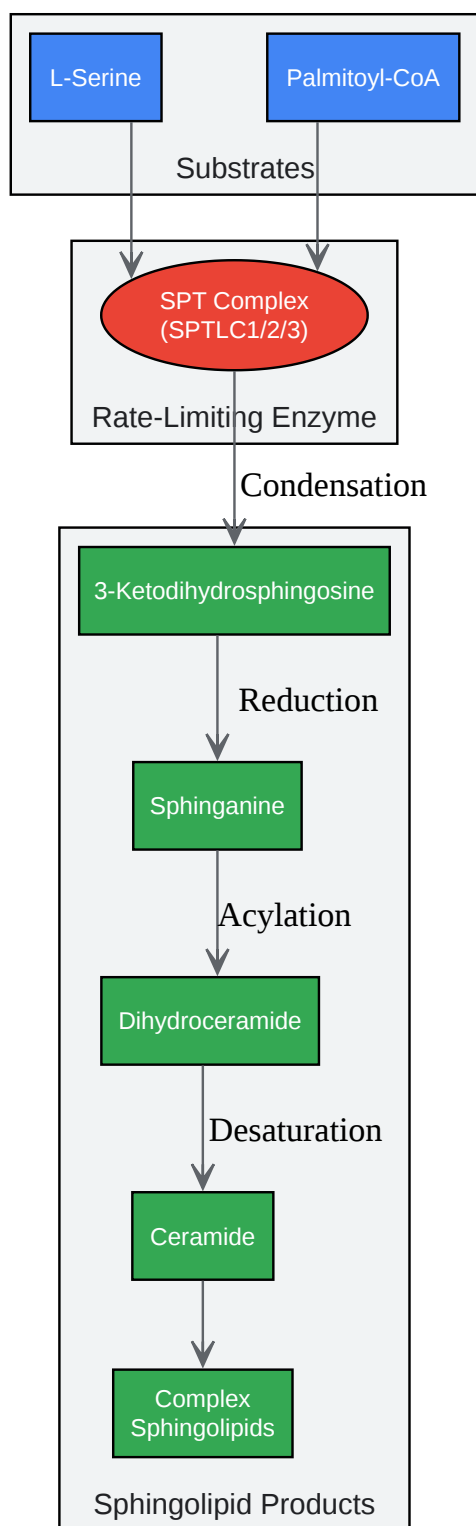 L-Serine
Palmitoyl-CoA
Substrates
SPT Complex
(SPTLC1/2/3)
Rate-Limiting Enzyme
Condensation
3-Ketodihydrosphingosine
Reduction
Sphinganine
Acylation
Dihydroceramide
Desaturation
Ceramide
Complex
Sphingolipids
Sphingolipid Products